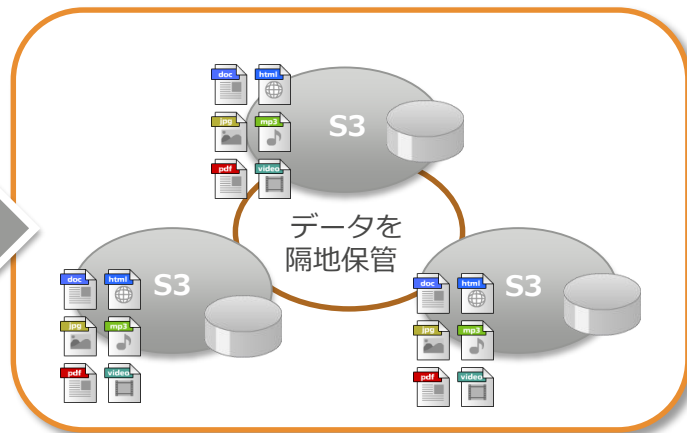 doc
html
jpg
mp3
pdf
video
S3
データを
隔地保管
doc
html
jpg
mp3
pdf
video
S3
doc
html
jpg
mp3
pdf
video
S3